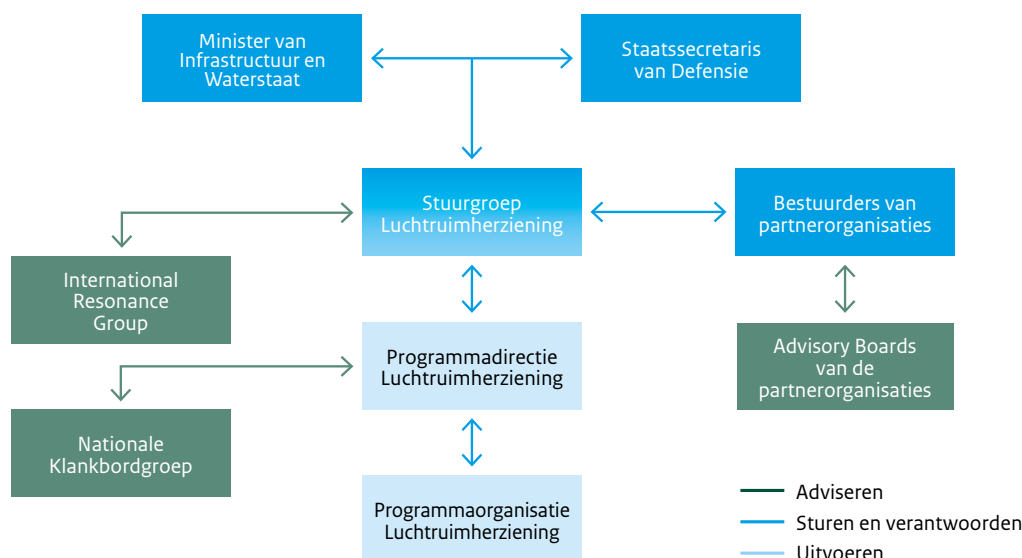 Minister van
Infrastructuur en
Waterstaat
Staatssecretaris
van Defensie
Stuurgroep
Luchtruimherziening
Bestuurders van
partnerorganisaties
International
Resonance
Group
Programmadirectie
Luchtruimherziening
Advisory Boards
van de
partnerorganisaties
Nationale
Klankbordgroep
Programmaorganisatie
Luchtruimherziening
Adviseren
Sturen en verantwoorden
Uitvoeren